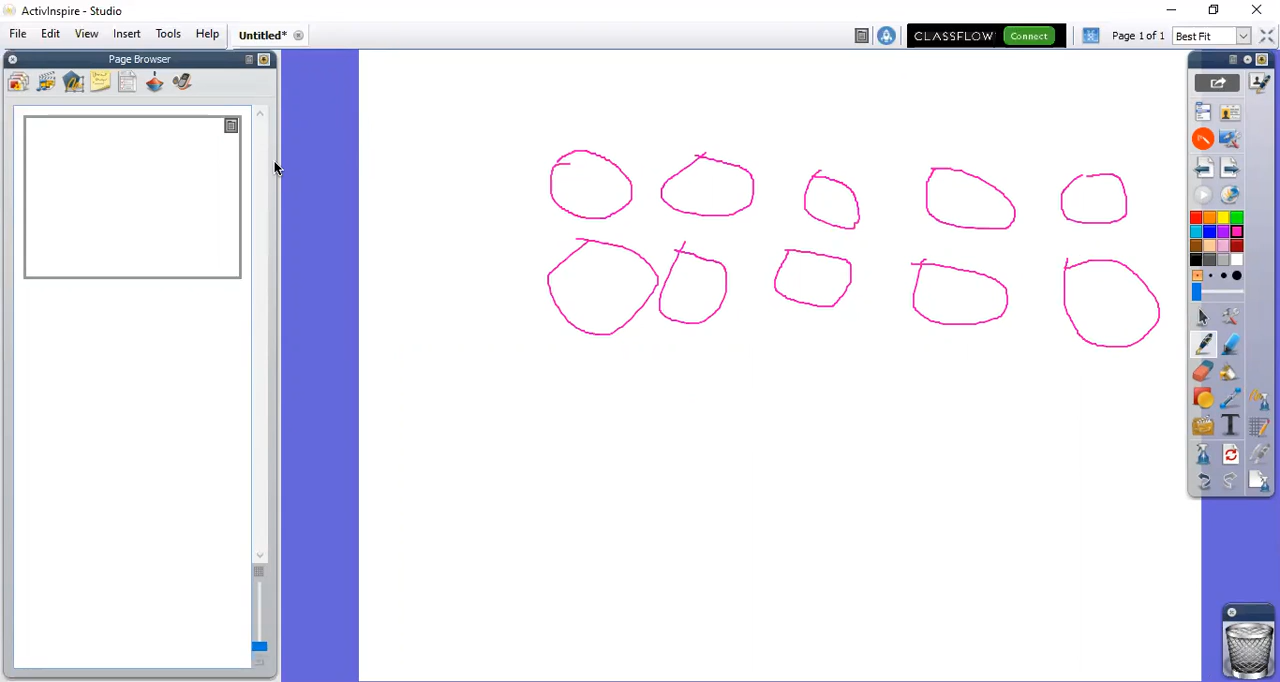 ActivInspire - Studio
File Edit View Insert Tools Help Untitled* CLASSFLOW Connect Page 1 of 1 Best Fit
Page Browser
T